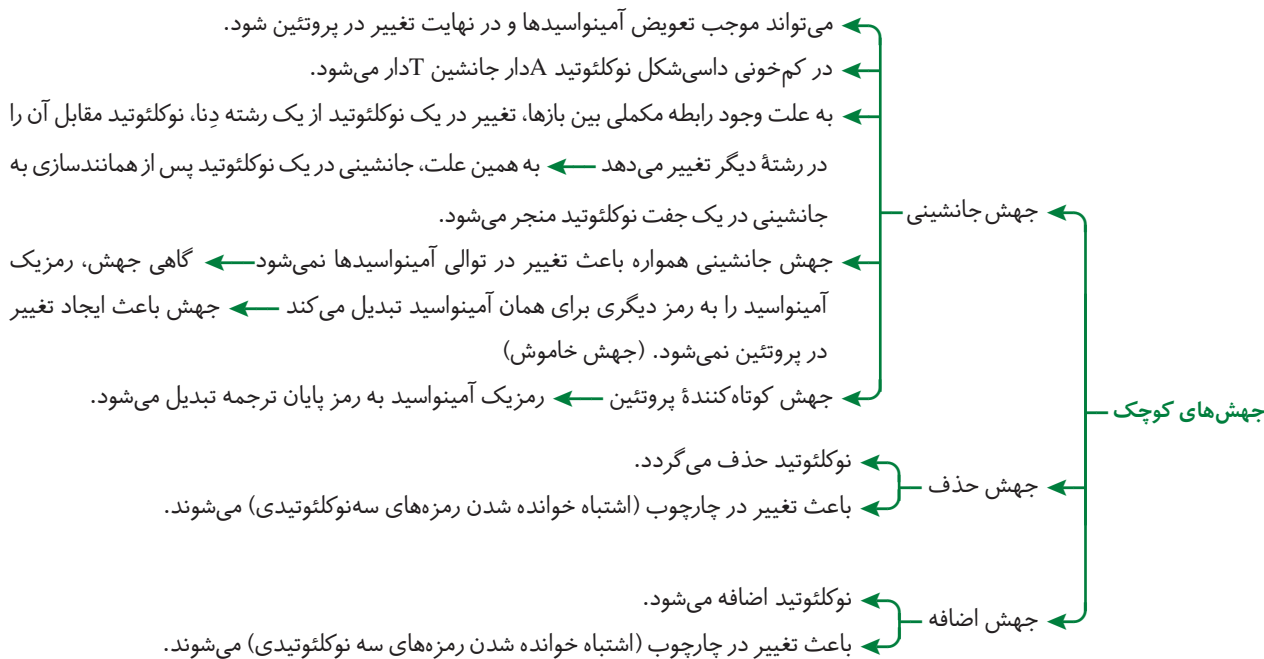 جهش‌های کوچک
جهش جانشینی
می‌تواند موجب تعویض آمینواسیدها و در نهایت تغییر در پروتئین شود.
در کم‌خونی داسی‌شکل نوکلئوتید Aدار جانشین Tدار می‌شود.
به علت وجود رابطه مکملی بین بازها، تغییر در یک نوکلئوتید از یک رشته دِنا، نوکلئوتید مقابل آن را
در رشتهٔ دیگر تغییر می‌دهد به همین علت، جانشینی در یک نوکلئوتید پس از همانندسازی به
جانشینی در یک جفت نوکلئوتید منجر می‌شود.
جهش جانشینی همواره باعث تغییر در توالی آمینواسیدها نمی‌شود گاهی جهش، رمزیک
آمینواسید را به رمز دیگری برای همان آمینواسید تبدیل می‌کند جهش باعث ایجاد تغییر
در پروتئین نمی‌شود. (جهش خاموش)
جهش کوتاه‌کنندهٔ پروتئین رمزیک آمینواسید به رمز پایان ترجمه تبدیل می‌شود.
جهش حذف
نوکلئوتید حذف می‌گردد.
باعث تغییر در چارچوب (اشتباه خوانده شدن رمزه‌های سه‌نوکلئوتیدی) می‌شوند.
جهش اضافه
نوکلئوتید اضافه می‌شود.
باعث تغییر در چارچوب (اشتباه خوانده شدن رمزه‌های سه نوکلئوتیدی) می‌شوند.